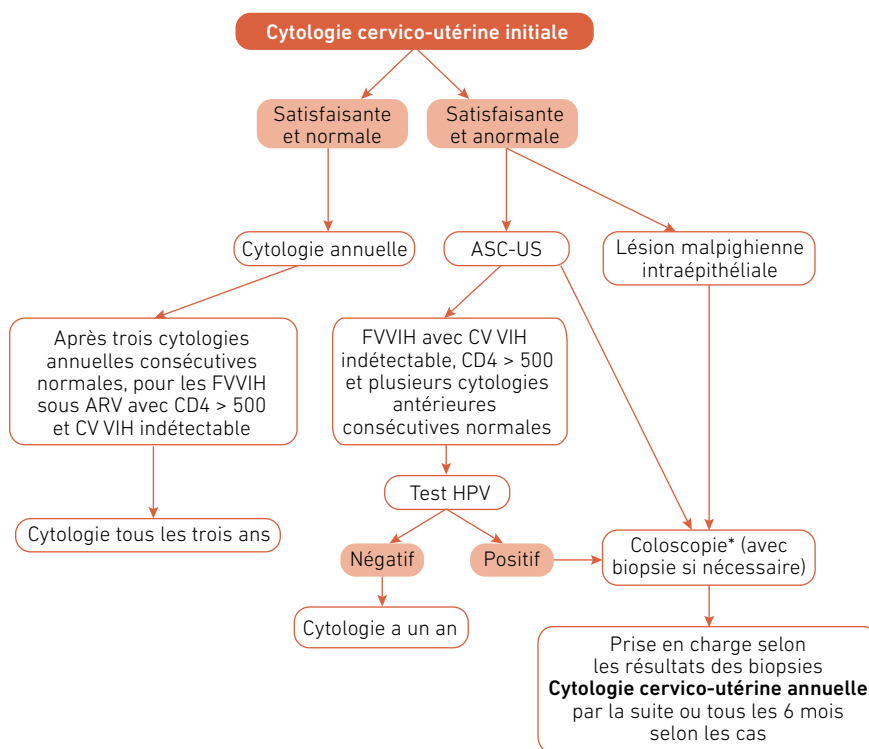 Cytologie cervico-utérine initiale
Satisfaisante
et normale
Satisfaisante
et anormale
Cytologie annuelle
ASC-US
Lésion malpighienne
intraépithéliale
Après trois cytologies
annuelles consécutives
normales, pour les FVVIH
sous ARV avec CD4 > 500
et CV VIH indétectable
FVVIH avec CV VIH
indétectable, CD4 > 500
et plusieurs cytologies
antérieures
consécutives normales
Test HPV
Cytologie tous les trois ans
Négatif
Positif
Coloscopie* (avec
biopsie si nécessaire)
Cytologie a un an
Prise en charge selon
les résultats des biopsies
Cytologie cervico-utérine annuelle
par la suite ou tous les 6 mois
selon les cas